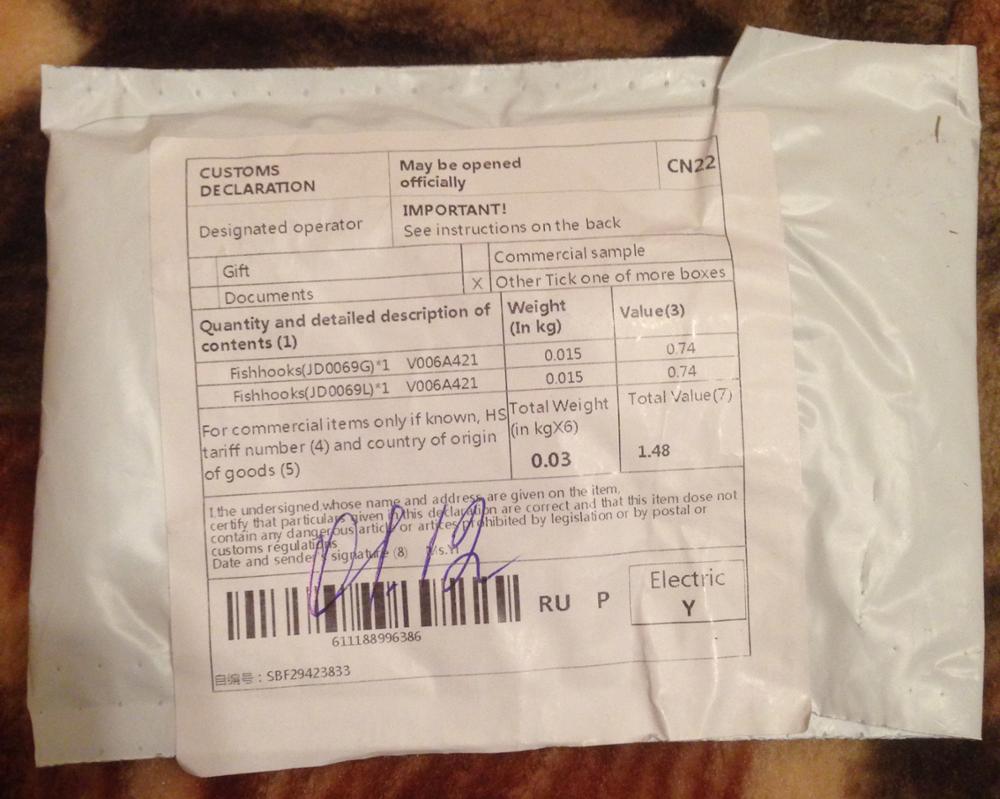 CUSTOMS
DECLARATION
May be opened
officially
CN22
Designated operator
IMPORTANT!
See instructions on the back
Gift
Commercial sample
Documents
X Other Tick one of more boxes
Quantity and detailed description of
contents (1)
Weight
(In kg)
Value(3)
Fishhooks(JD0069G)*1 V006A421 0.015 0.74
Fishhooks(JD0069L)*1 V006A421 0.015 0.74
For commercial items only if known, HS
tariff number (4) and country of origin
of goods (5)
Total Weight
(in kgX6)
0.03
Total Value(7)
1.48
I,the undersigned,whose name and address,are given on the item,
certify that particulars given in this declaration are correct and that this item dose not
contain any dangerous article or artices prohibited by legislation or by postal or
customs regulations
Date and sender's signature (8) Ms.YI
01.12
611188996386
RU P
Electric
Y
自编号 : SBF29423833